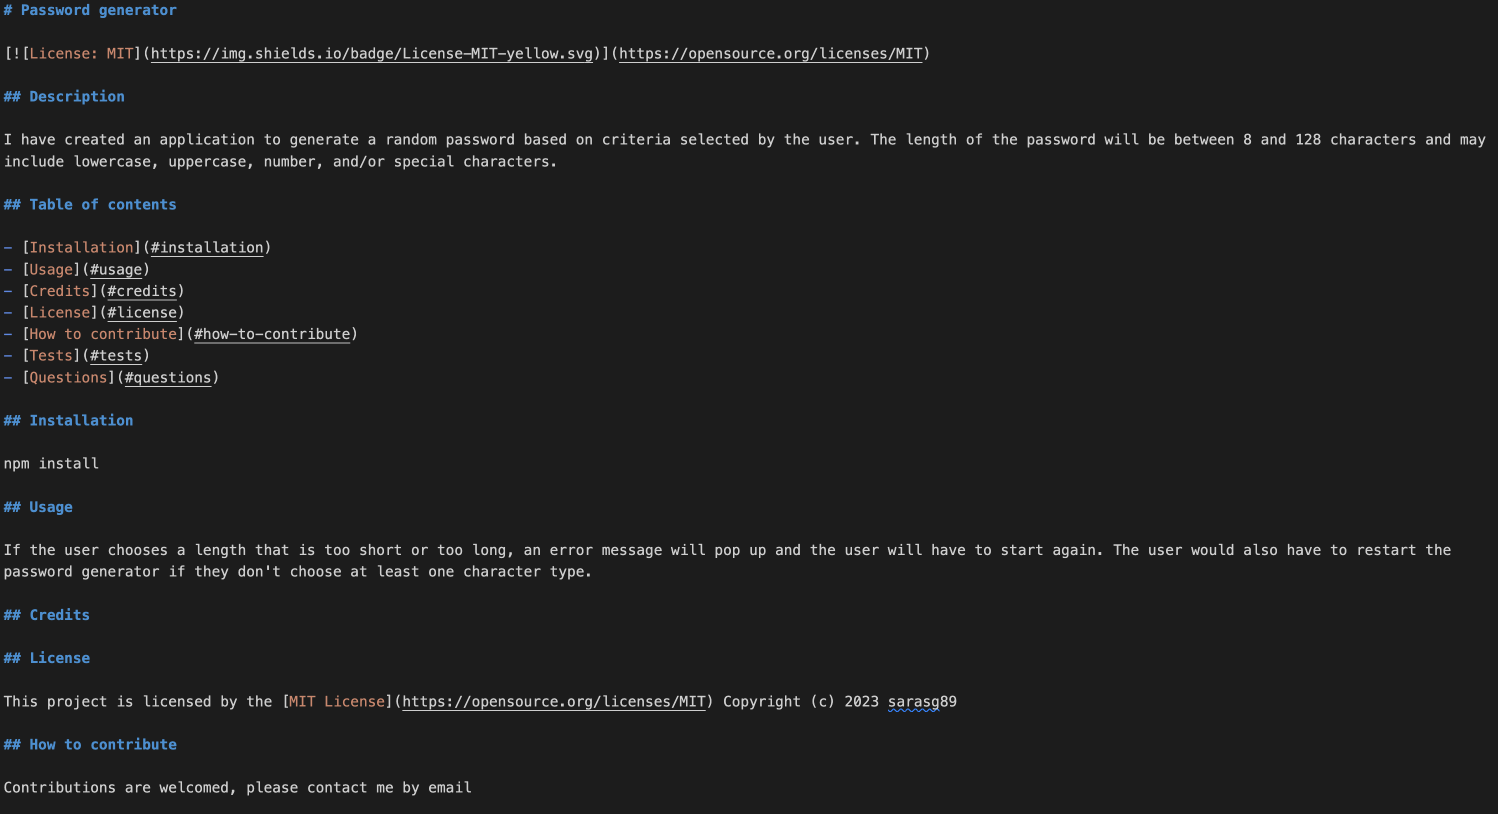 # Password generator
[![License: MIT](https://img.shields.io/badge/License-MIT-yellow.svg)](https://opensource.org/licenses/MIT)
## Description
I have created an application to generate a random password based on criteria selected by the user. The length of the password will be between 8 and 128 characters and may
include lowercase, uppercase, number, and/or special characters.
## Table of contents
- [Installation](#installation)
- [Usage](#usage)
- [Credits](#credits)
- [License](#license)
- [How to contribute](#how-to-contribute)
- [Tests](#tests)
- [Questions](#questions)
## Installation
npm install
## Usage
If the user chooses a length that is too short or too long, an error message will pop up and the user will have to start again. The user would also have to restart the
password generator if they don't choose at least one character type.
## Credits
## License
This project is licensed by the [MIT License](https://opensource.org/licenses/MIT) Copyright (c) 2023 sarasg89
## How to contribute
Contributions are welcomed, please contact me by email